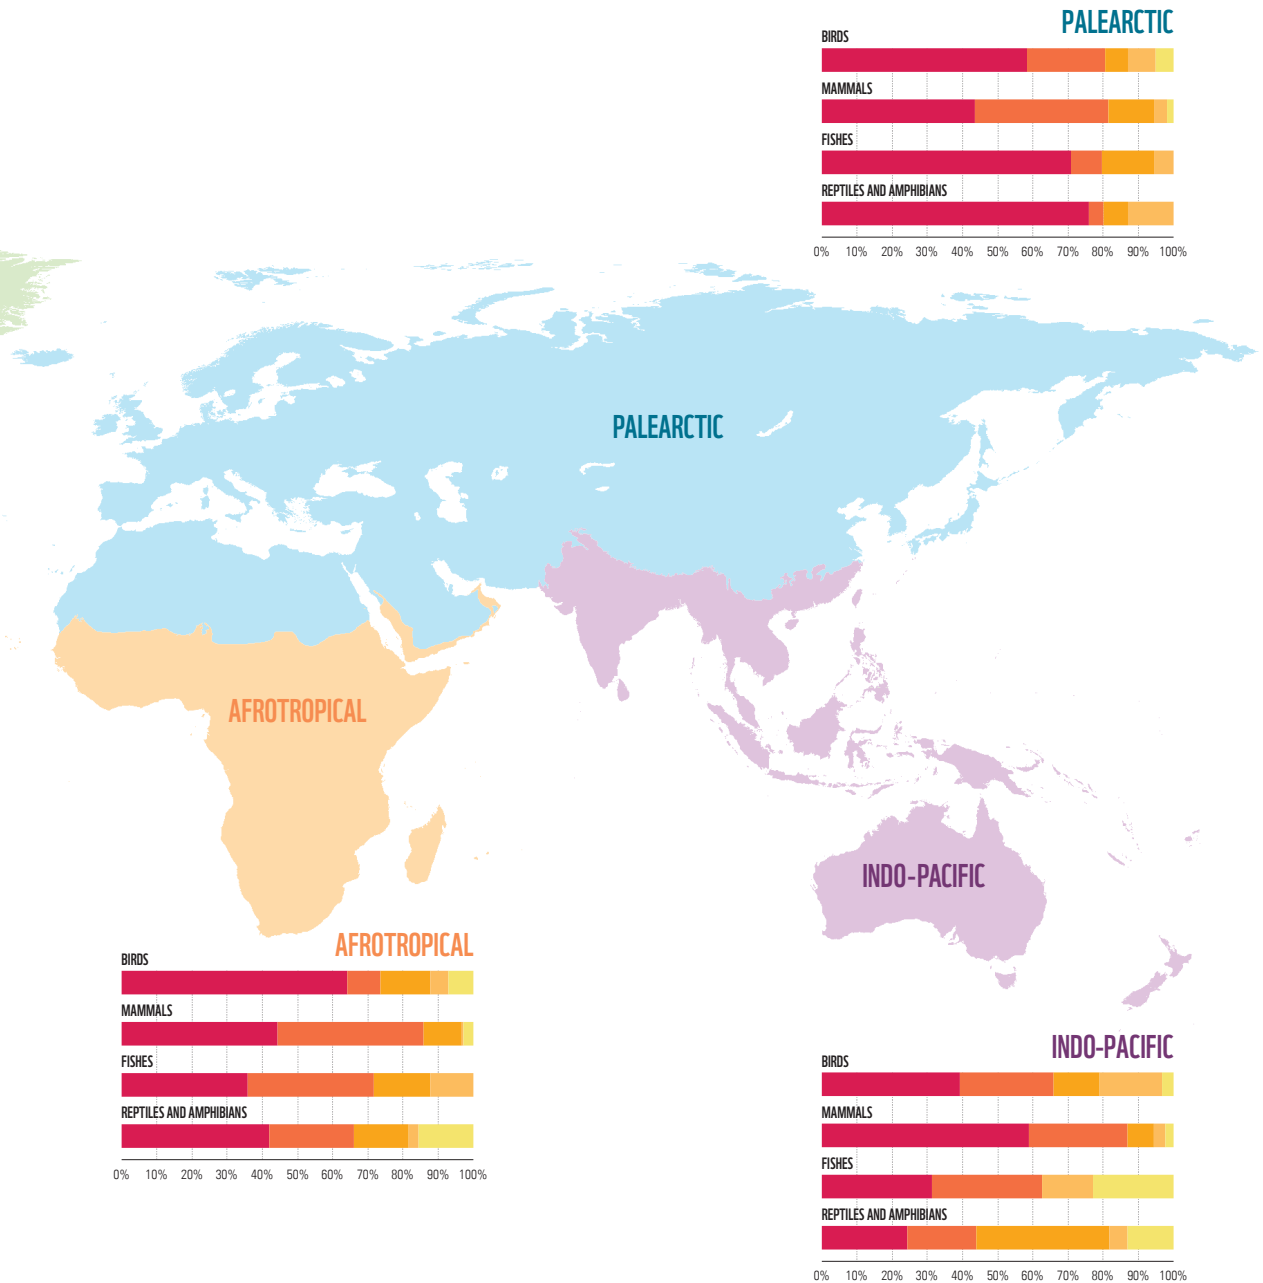 PALEARCTIC
BIRDS
MAMMALS
FISHES
REPTILES AND AMPHIBIANS
0% 10% 20% 30% 40% 50% 60% 70% 80% 90% 100%
PALEARCTIC
AFROTROPICAL
INDO-PACIFIC
AFROTROPICAL
BIRDS
MAMMALS
FISHES
REPTILES AND AMPHIBIANS
0% 10% 20% 30% 40% 50% 60% 70% 80% 90% 100%
INDO-PACIFIC
BIRDS
MAMMALS
FISHES
REPTILES AND AMPHIBIANS
0% 10% 20% 30% 40% 50% 60% 70% 80% 90% 100%